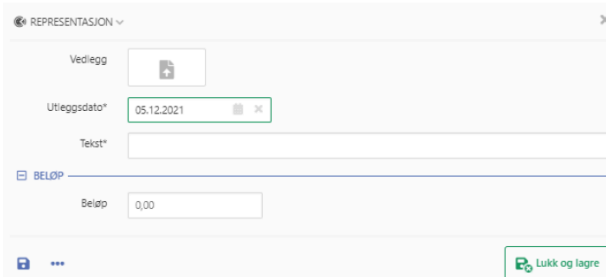 REPRESENTASJON
Vedlegg
Utleggsdato* 05.12.2021
Tekst*
BELØP
Beløp 0,00
Lukk og lagre